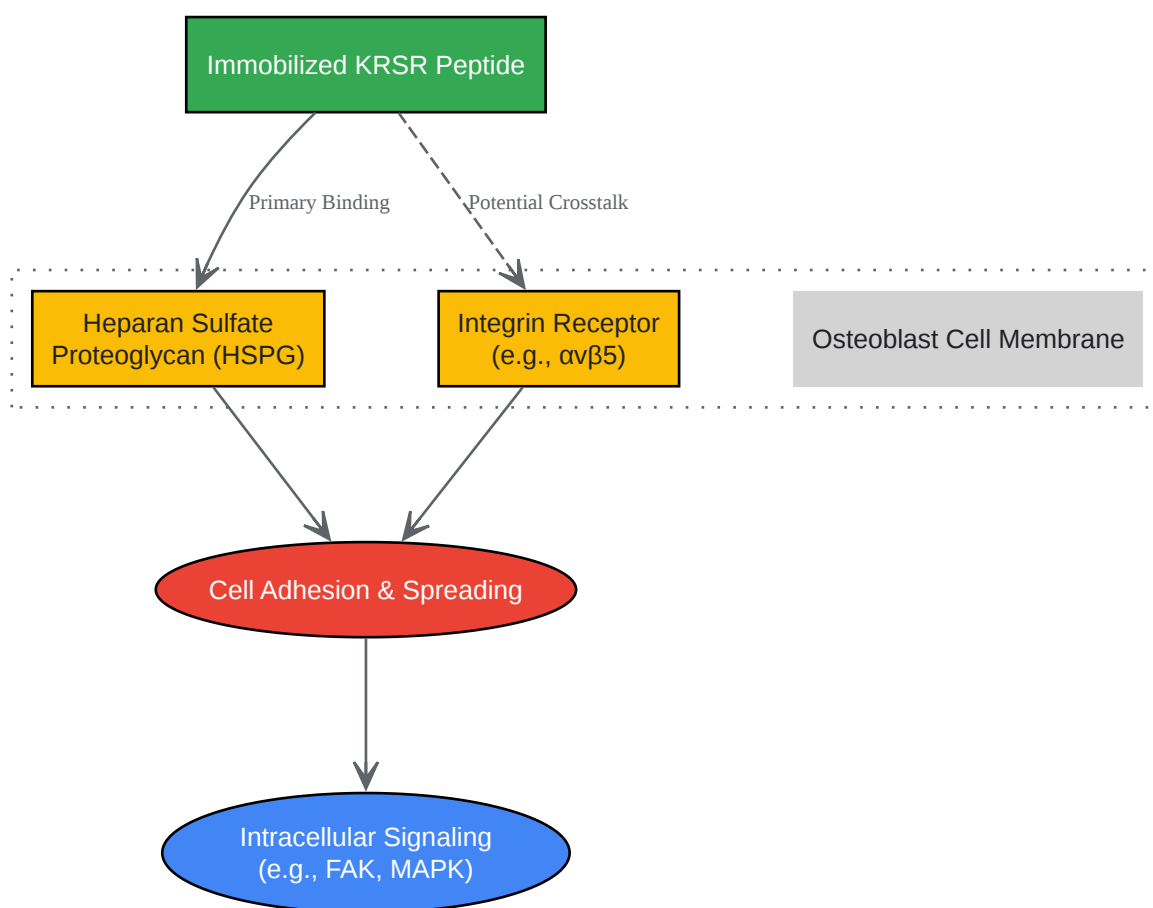 Immobilized KRSR Peptide
Primary Binding
Potential Crosstalk
Heparan Sulfate
Proteoglycan (HSPG)
Integrin Receptor
(e.g., αvβ5)
Osteoblast Cell Membrane
Cell Adhesion & Spreading
Intracellular Signaling
(e.g., FAK, MAPK)